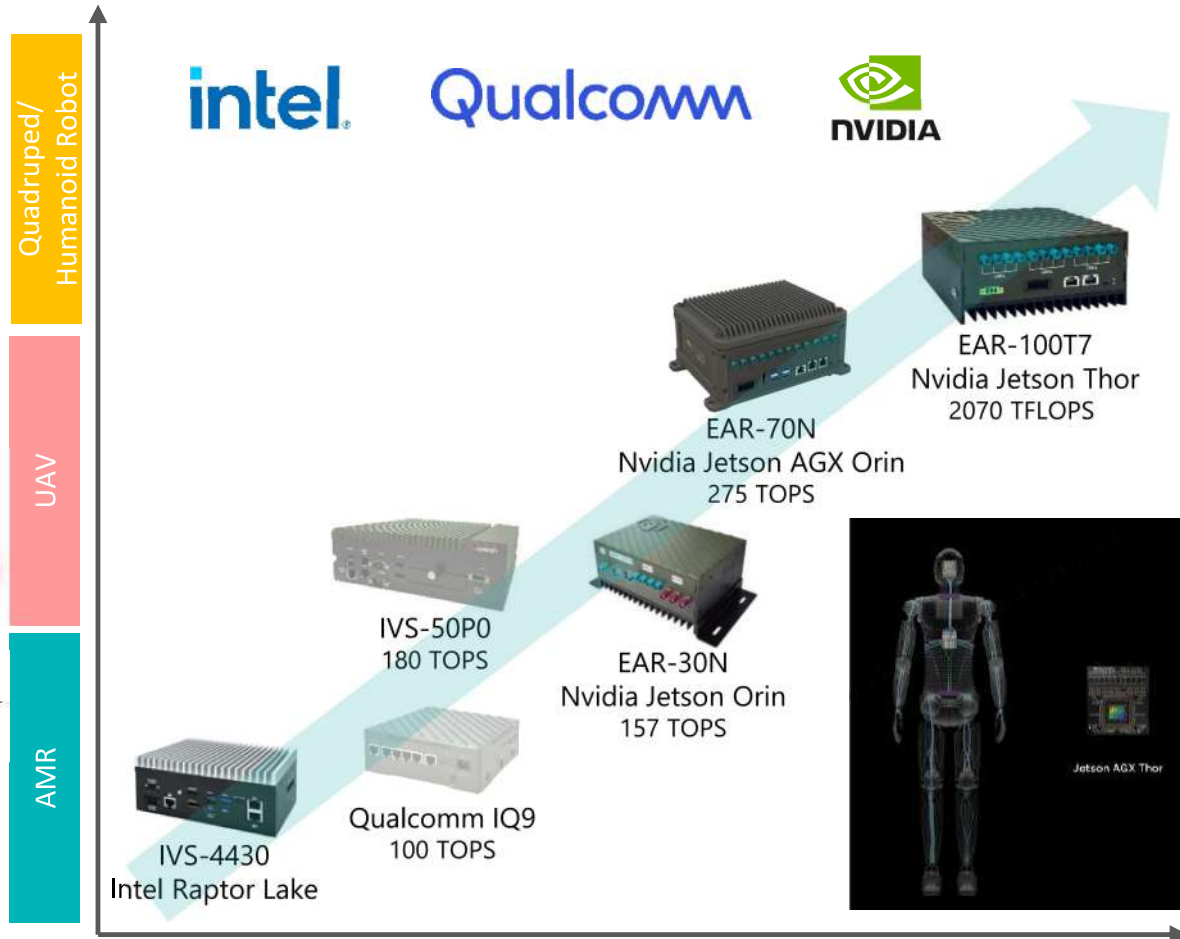 Quadruped/
Humanoid Robot
UAV
AMR
intel.
Qualcomm
NVIDIA
EAR-100T7
Nvidia Jetson Thor
2070 TFLOPS
EAR-70N
Nvidia Jetson AGX Orin
275 TOPS
IVS-50P0
180 TOPS
EAR-30N
Nvidia Jetson Orin
157 TOPS
Qualcomm IQ9
100 TOPS
IVS-4430
Intel Raptor Lake
Jetson AGX Thor